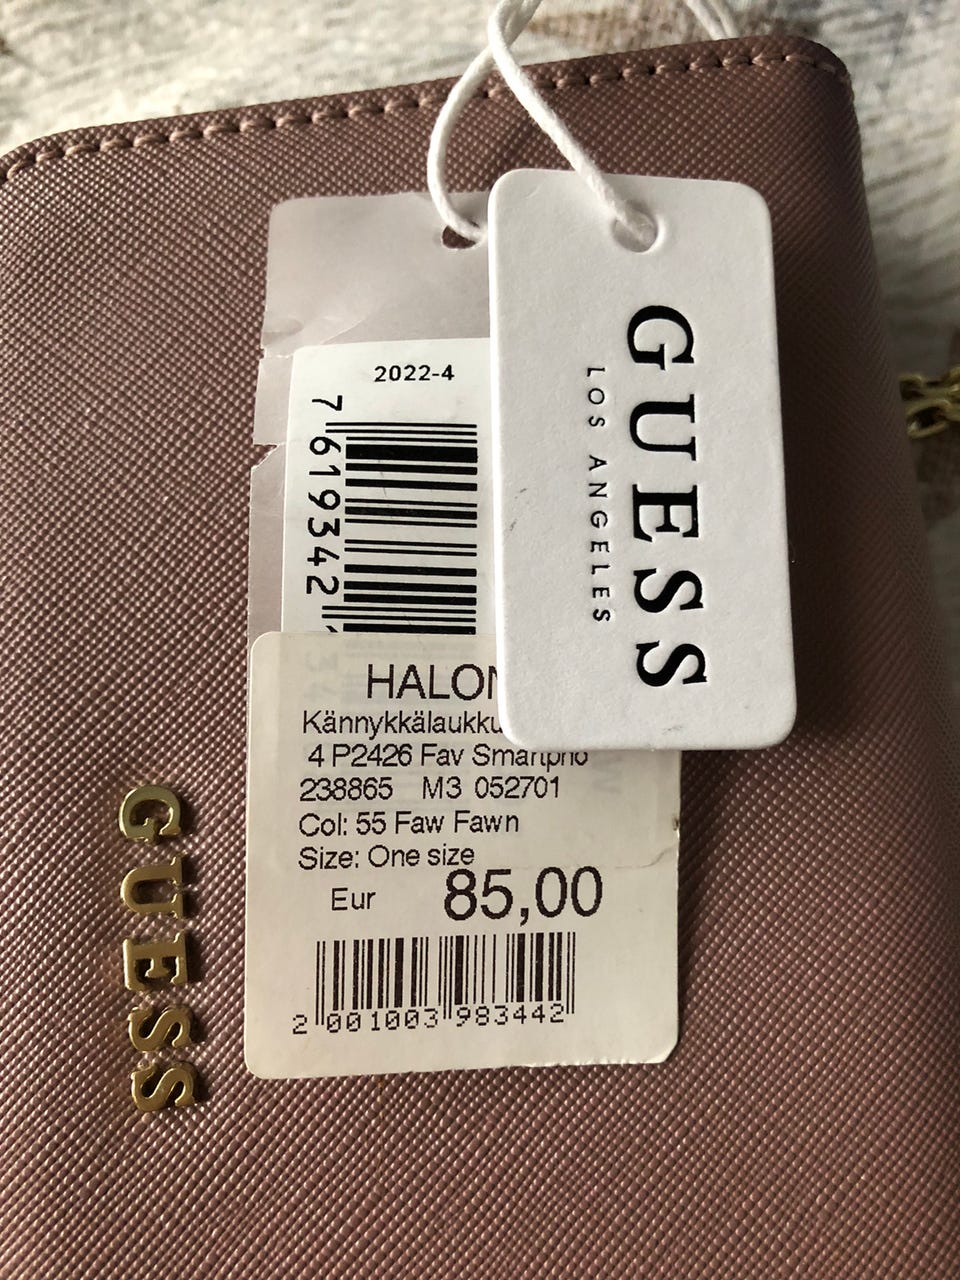 GUESS
LOS ANGELES
2022-4
7 619342
HALON
Kännykkälaukku
4 P2426 Fav Smartpho
238865 M3 052701
Col: 55 Faw Fawn
Size: One size
Eur 85,00
2 001003 983442
GUESS